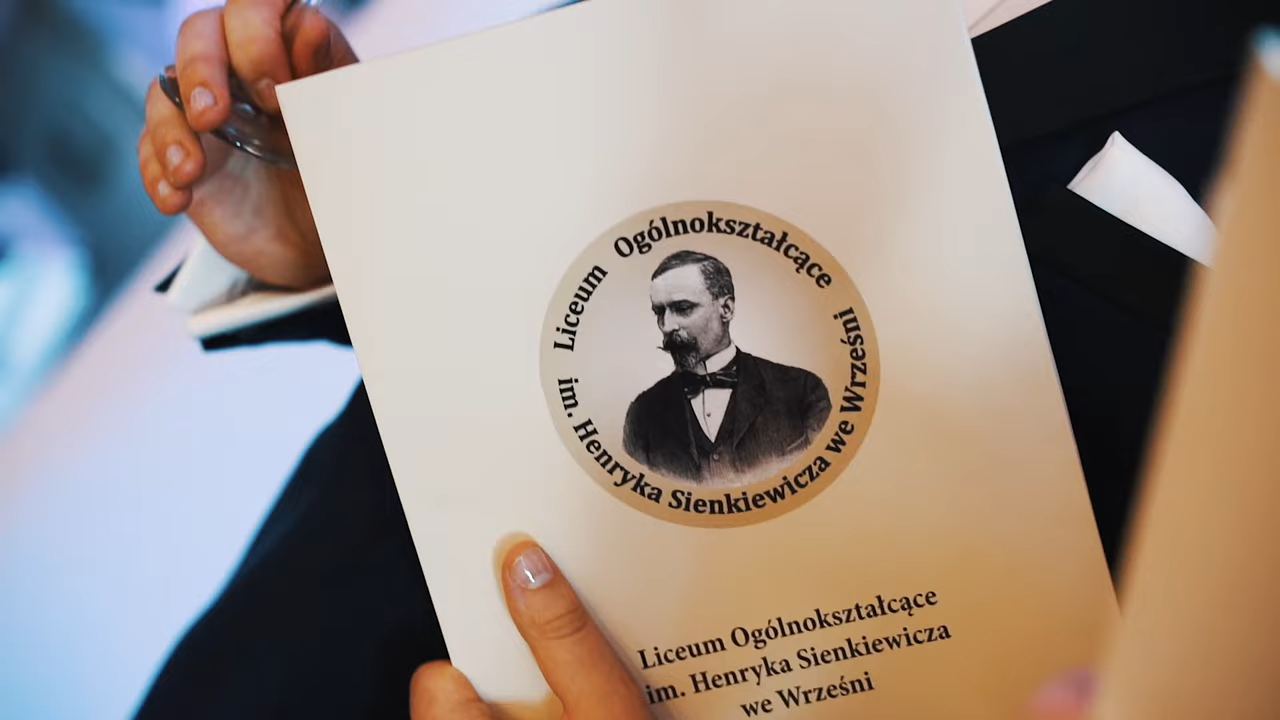 Liceum Ogólnokształcące
im. Henryka Sienkiewicza we Wrześni
Liceum Ogólnokształcące
im. Henryka Sienkiewicza
we Wrześni